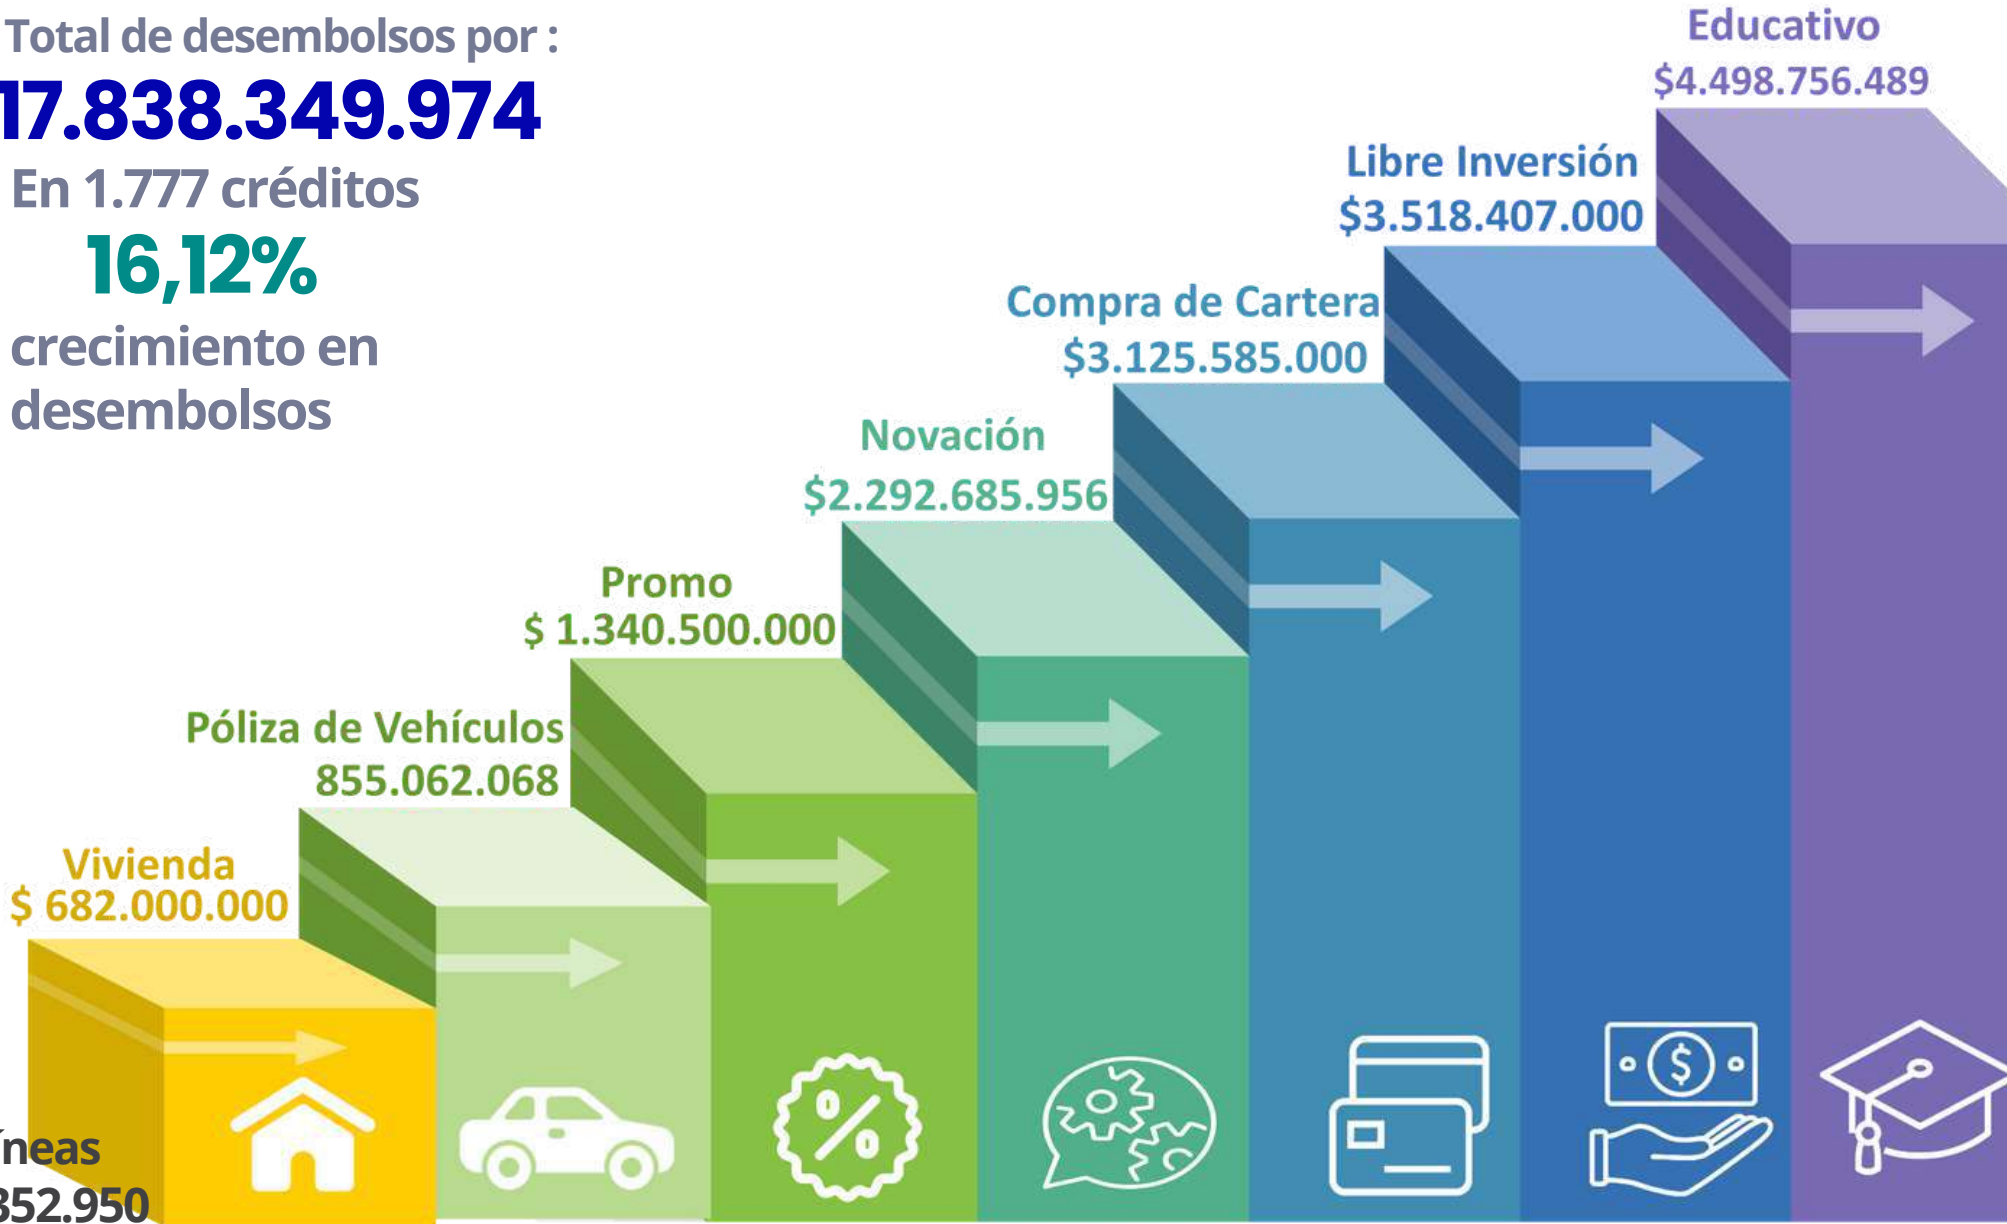 Total de desembolsos por :
17.838.349.974
En 1.777 créditos
16,12%
crecimiento en
desembolsos
Educativo
$4.498.756.489
Libre Inversión
$3.518.407.000
Compra de Cartera
$3.125.585.000
Novación
$2.292.685.956
Promo
$ 1.340.500.000
Póliza de Vehículos
855.062.068
Vivienda
$ 682.000.000